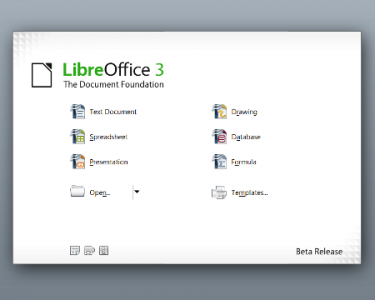 LibreOffice 3
The Document Foundation
Text Document
Drawing
Spreadsheet
Database
Presentation
Formula
Open...
Templates...
Beta Release